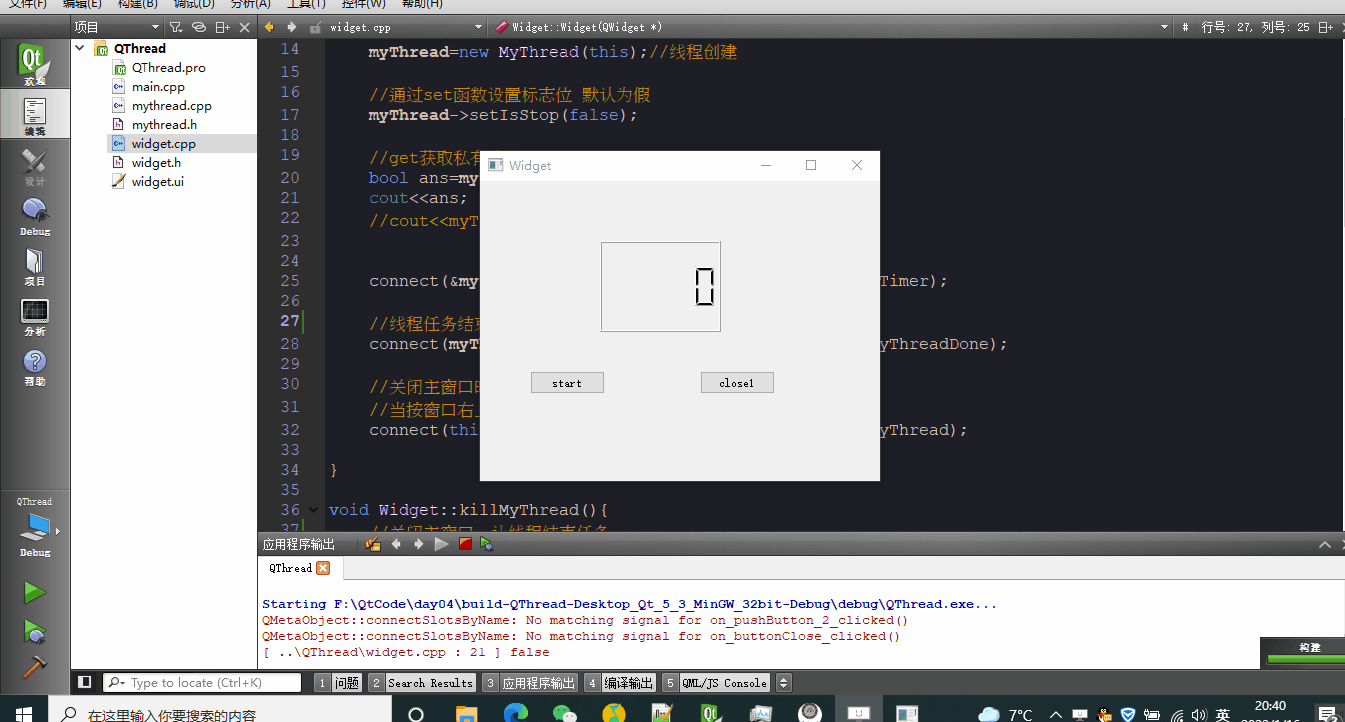 文件(F) 编辑(E) 构建(B) 调试(D) 分析(A) 工具(T) 控件(W) 帮助(H)
项目
widget.cpp
Widget::Widget(QWidget *)
# 行号: 27, 列号: 25
欢迎
编辑
设计
Debug
项目
分析
帮助
QThread
Debug
QThread
QThread.pro
main.cpp
mythread.cpp
mythread.h
widget.cpp
widget.h
widget.ui
14 myThread=new MyThread(this);//线程创建
15
16 //通过set函数设置标志位 默认为假
17 myThread->setIsStop(false);
18
19 //get获取私有
20 bool ans=my
21 cout<<ans;
22 //cout<<myT
23
24
25 connect(&my Timer);
26
27 //线程任务结束
28 connect(myT yThreadDone);
29
30 //关闭主窗口
31 //当按窗口右
32 connect(thi yThread);
33
34 }
35
36 void Widget::killMyThread(){
37 //关闭主窗口，让线程结束任务
Widget
0
start
close1
应用程序输出
QThread
Starting F:\QtCode\day04\build-QThread-Desktop_Qt_5_3_MinGW_32bit-Debug\debug\QThread.exe...
QMetaObject::connectSlotsByName: No matching signal for on_pushButton_2_clicked()
QMetaObject::connectSlotsByName: No matching signal for on_buttonClose_clicked()
[ ..\QThread\widget.cpp : 21 ] false
构建
Type to locate (Ctrl+K)
1 问题 2 Search Results 3 应用程序输出 4 编译输出 5 QML/JS Console
在这里输入你要搜索的内容
7°C
英
20:40